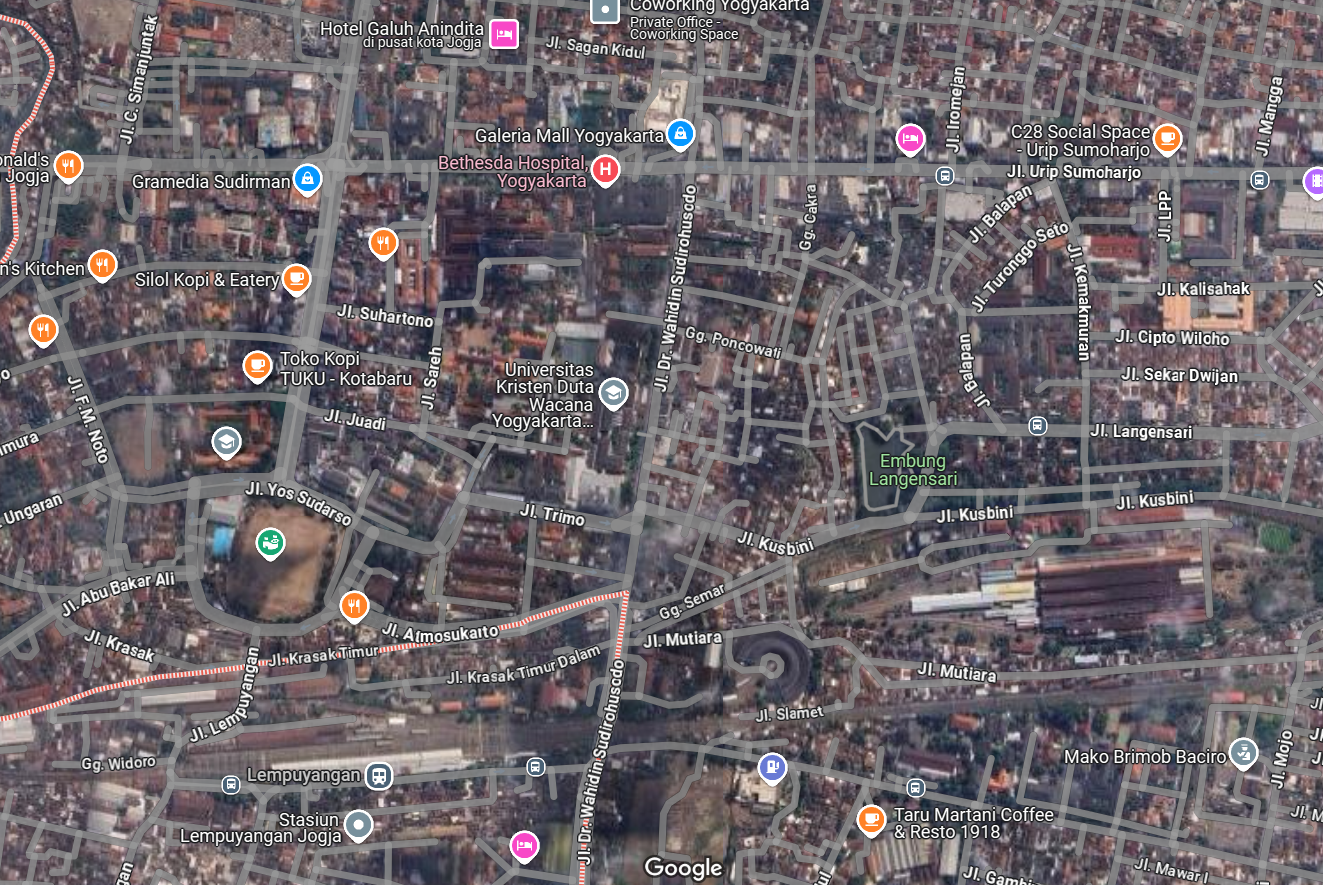 Coworking Yogyakarta
Private Office -
Coworking Space
Hotel Galuh Anindita
di pusat kota Jogja
Jl. Sagan Kidul
Jl. C. Simanjuntak
Jl. Iromejan
Jl. Mangga
Galeria Mall Yogyakarta
C28 Social Space
- Urip Sumoharjo
onald's
Jogja
Gramedia Sudirman
Bethesda Hospital,
Yogyakarta
H
Jl. Urip Sumoharjo
Jl. Dr. Wahidin Sudirohusodo
Gg. Cakra
Jl. Balapan
Jl. LPP
Jl. Turonggo Seto
Jl. Kemakmuran
n's Kitchen
Silol Kopi & Eatery
Jl. Kalisahak
Jl. Suhartono
Gg. Poncowati
Jl. Cipto Wiloho
Jl. Balapan
Toko Kopi
TUKU - Kotabaru
Jl. Sareh
Universitas
Kristen Duta
Wacana
Yogyakarta...
Jl. Sekar Dwijan
Jl. F.M. Noto
Jl. Juadi
Jl. Langensari
imura
Embung
Langensari
Jl. Yos Sudarso
Ungaran
Jl. Trimo
Jl. Kusbini
Jl. Kusbini
Jl. Kusbini
Jl. Abu Bakar Ali
Gg. Semar
Jl. Atmosukarto
Jl. Krasak
Jl. Krasak Timur
Jl. Krasak Timur Dalam
Jl. Mutiara
Jl. Mutiara
Jl. Lempuyangan
Jl. Slamet
Jl. Dr. Wahidin Sudirohusodo
Gg. Widoro
Lempuyangan
Mako Brimob Baciro
Jl. Mojo
Stasiun
Lempuyangan Jogja
Taru Martani Coffee
& Resto 1918
Google
Jl. Mawar I